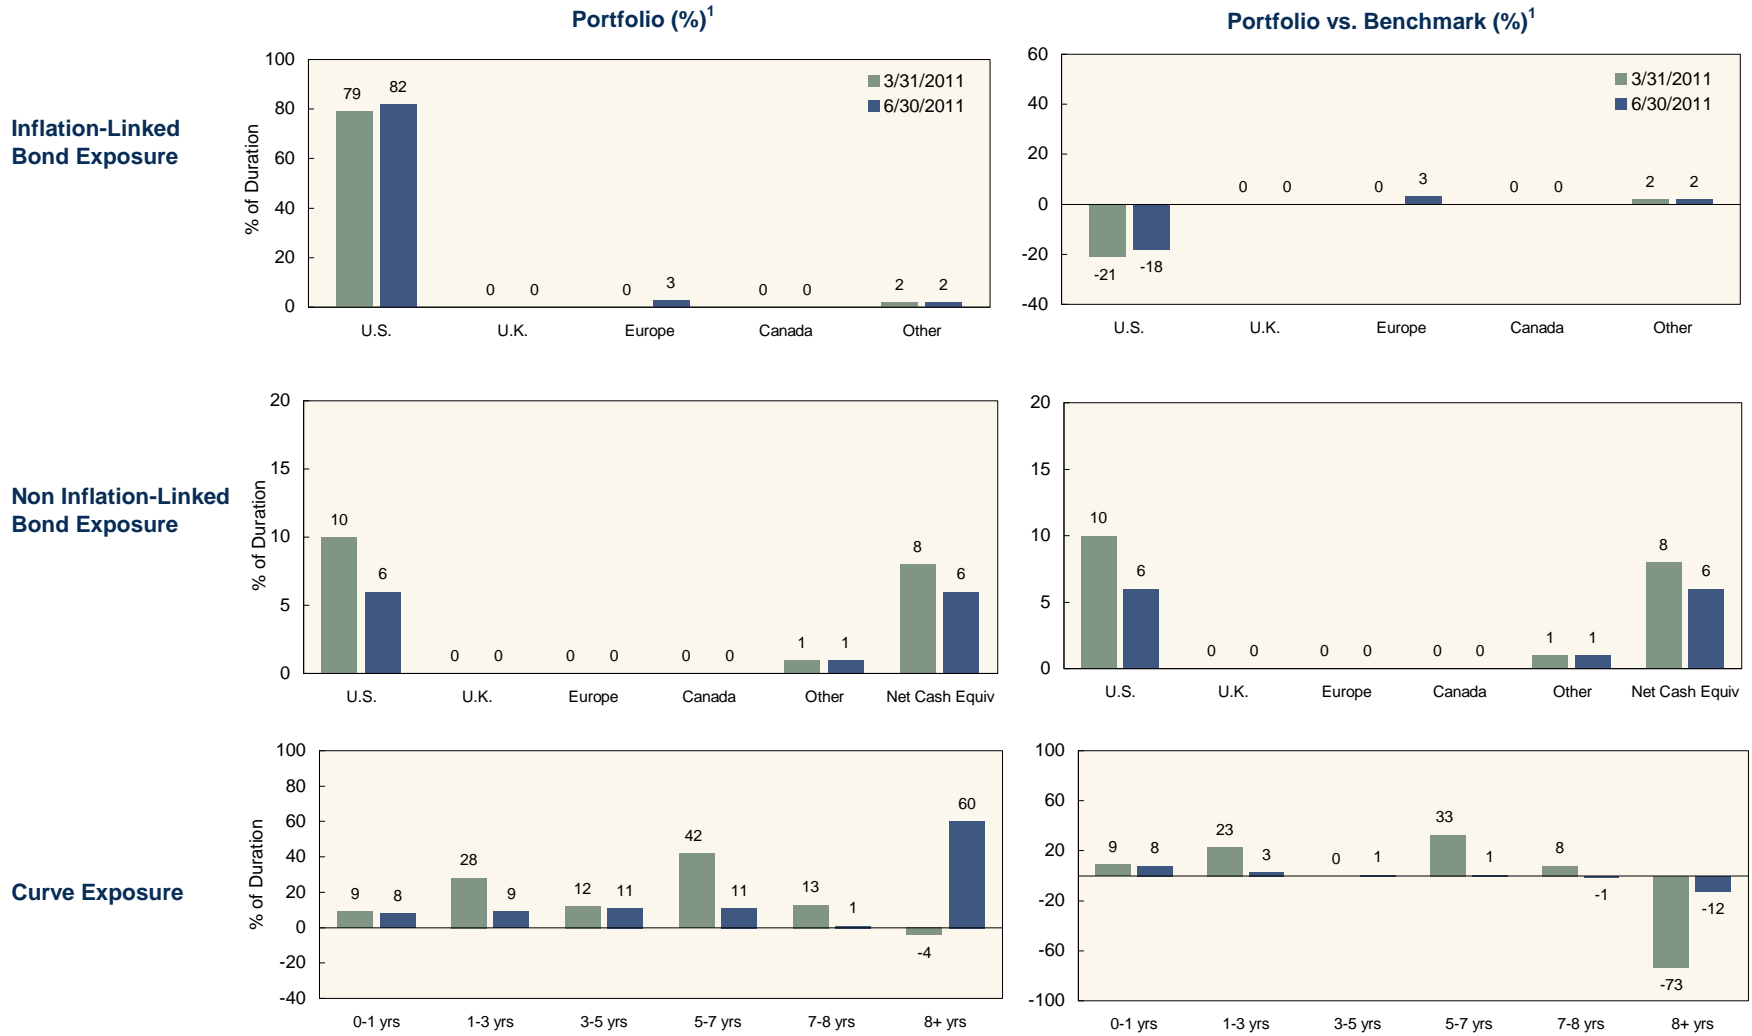 Portfolio (%)1
Portfolio vs. Benchmark (%)1
Inflation-Linked
Bond Exposure
% of Duration
100
80
60
40
20
0
3/31/2011
6/30/2011
79 82 0 0 0 3 0 0 2 2
U.S. U.K. Europe Canada Other
60
40
20
0
-20
-40
3/31/2011
6/30/2011
-21 -18 0 0 0 3 0 0 2 2
U.S. U.K. Europe Canada Other
Non Inflation-Linked
Bond Exposure
% of Duration
20
15
10
5
0
10 6 0 0 0 0 0 0 1 1 8 6
U.S. U.K. Europe Canada Other Net Cash Equiv
20
15
10
5
0
10 6 0 0 0 0 0 0 1 1 8 6
U.S. U.K. Europe Canada Other Net Cash Equiv
Curve Exposure
% of Duration
100
80
60
40
20
0
-20
-40
9 8 28 9 12 11 42 11 13 1 -4 60
0-1 yrs 1-3 yrs 3-5 yrs 5-7 yrs 7-8 yrs 8+ yrs
100
60
20
-20
-60
-100
9 8 23 3 0 1 33 1 8 -1 -73 -12
0-1 yrs 1-3 yrs 3-5 yrs 5-7 yrs 7-8 yrs 8+ yrs